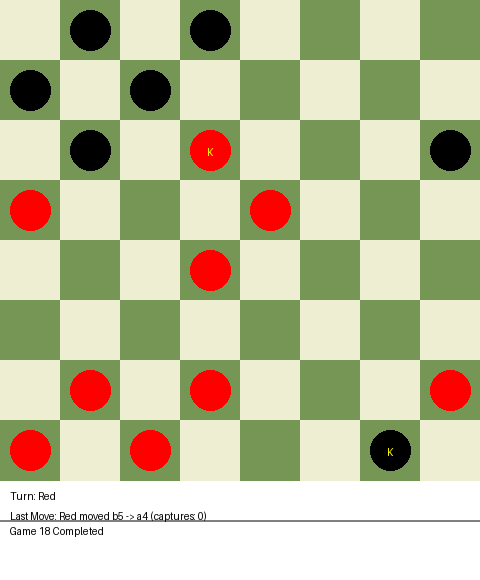 K
K
Turn: Red
Last Move: Red moved b5 -> a4 (captures: 0)
Game 18 Completed